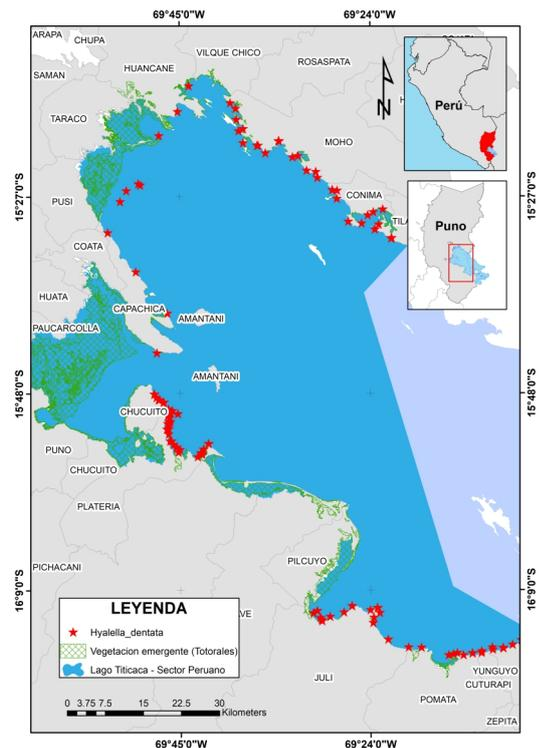 69°45'0"W
69°24'0"W
ARAPA
CHUPA
VILQUE CHICO
SAMAN
HUANCANE
ROSASPATA
TARACO
MOHO
N
Perú
15°27'0"S
15°27'0"S
PUSI
CONIMA
TILA
COATA
Puno
HUATA
CAPACHICA
AMANTANI
PAUCARCOLLA
AMANTANI
15°48'0"S
15°48'0"S
CHUCUITO
PUNO
CHUCUITO
PLATERIA
PILCUYO
PICHACANI
16°9'0"S
16°9'0"S
LEYENDA
Hyalella_dentata
Vegetacion emergente (Totorales)
Lago Titicaca - Sector Peruano
VE
JULI
YUNGUYO
CUTURAPI
POMATA
0 3.75 7.5 15 22.5 30
Kilometers
ZEPITA
69°45'0"W
69°24'0"W